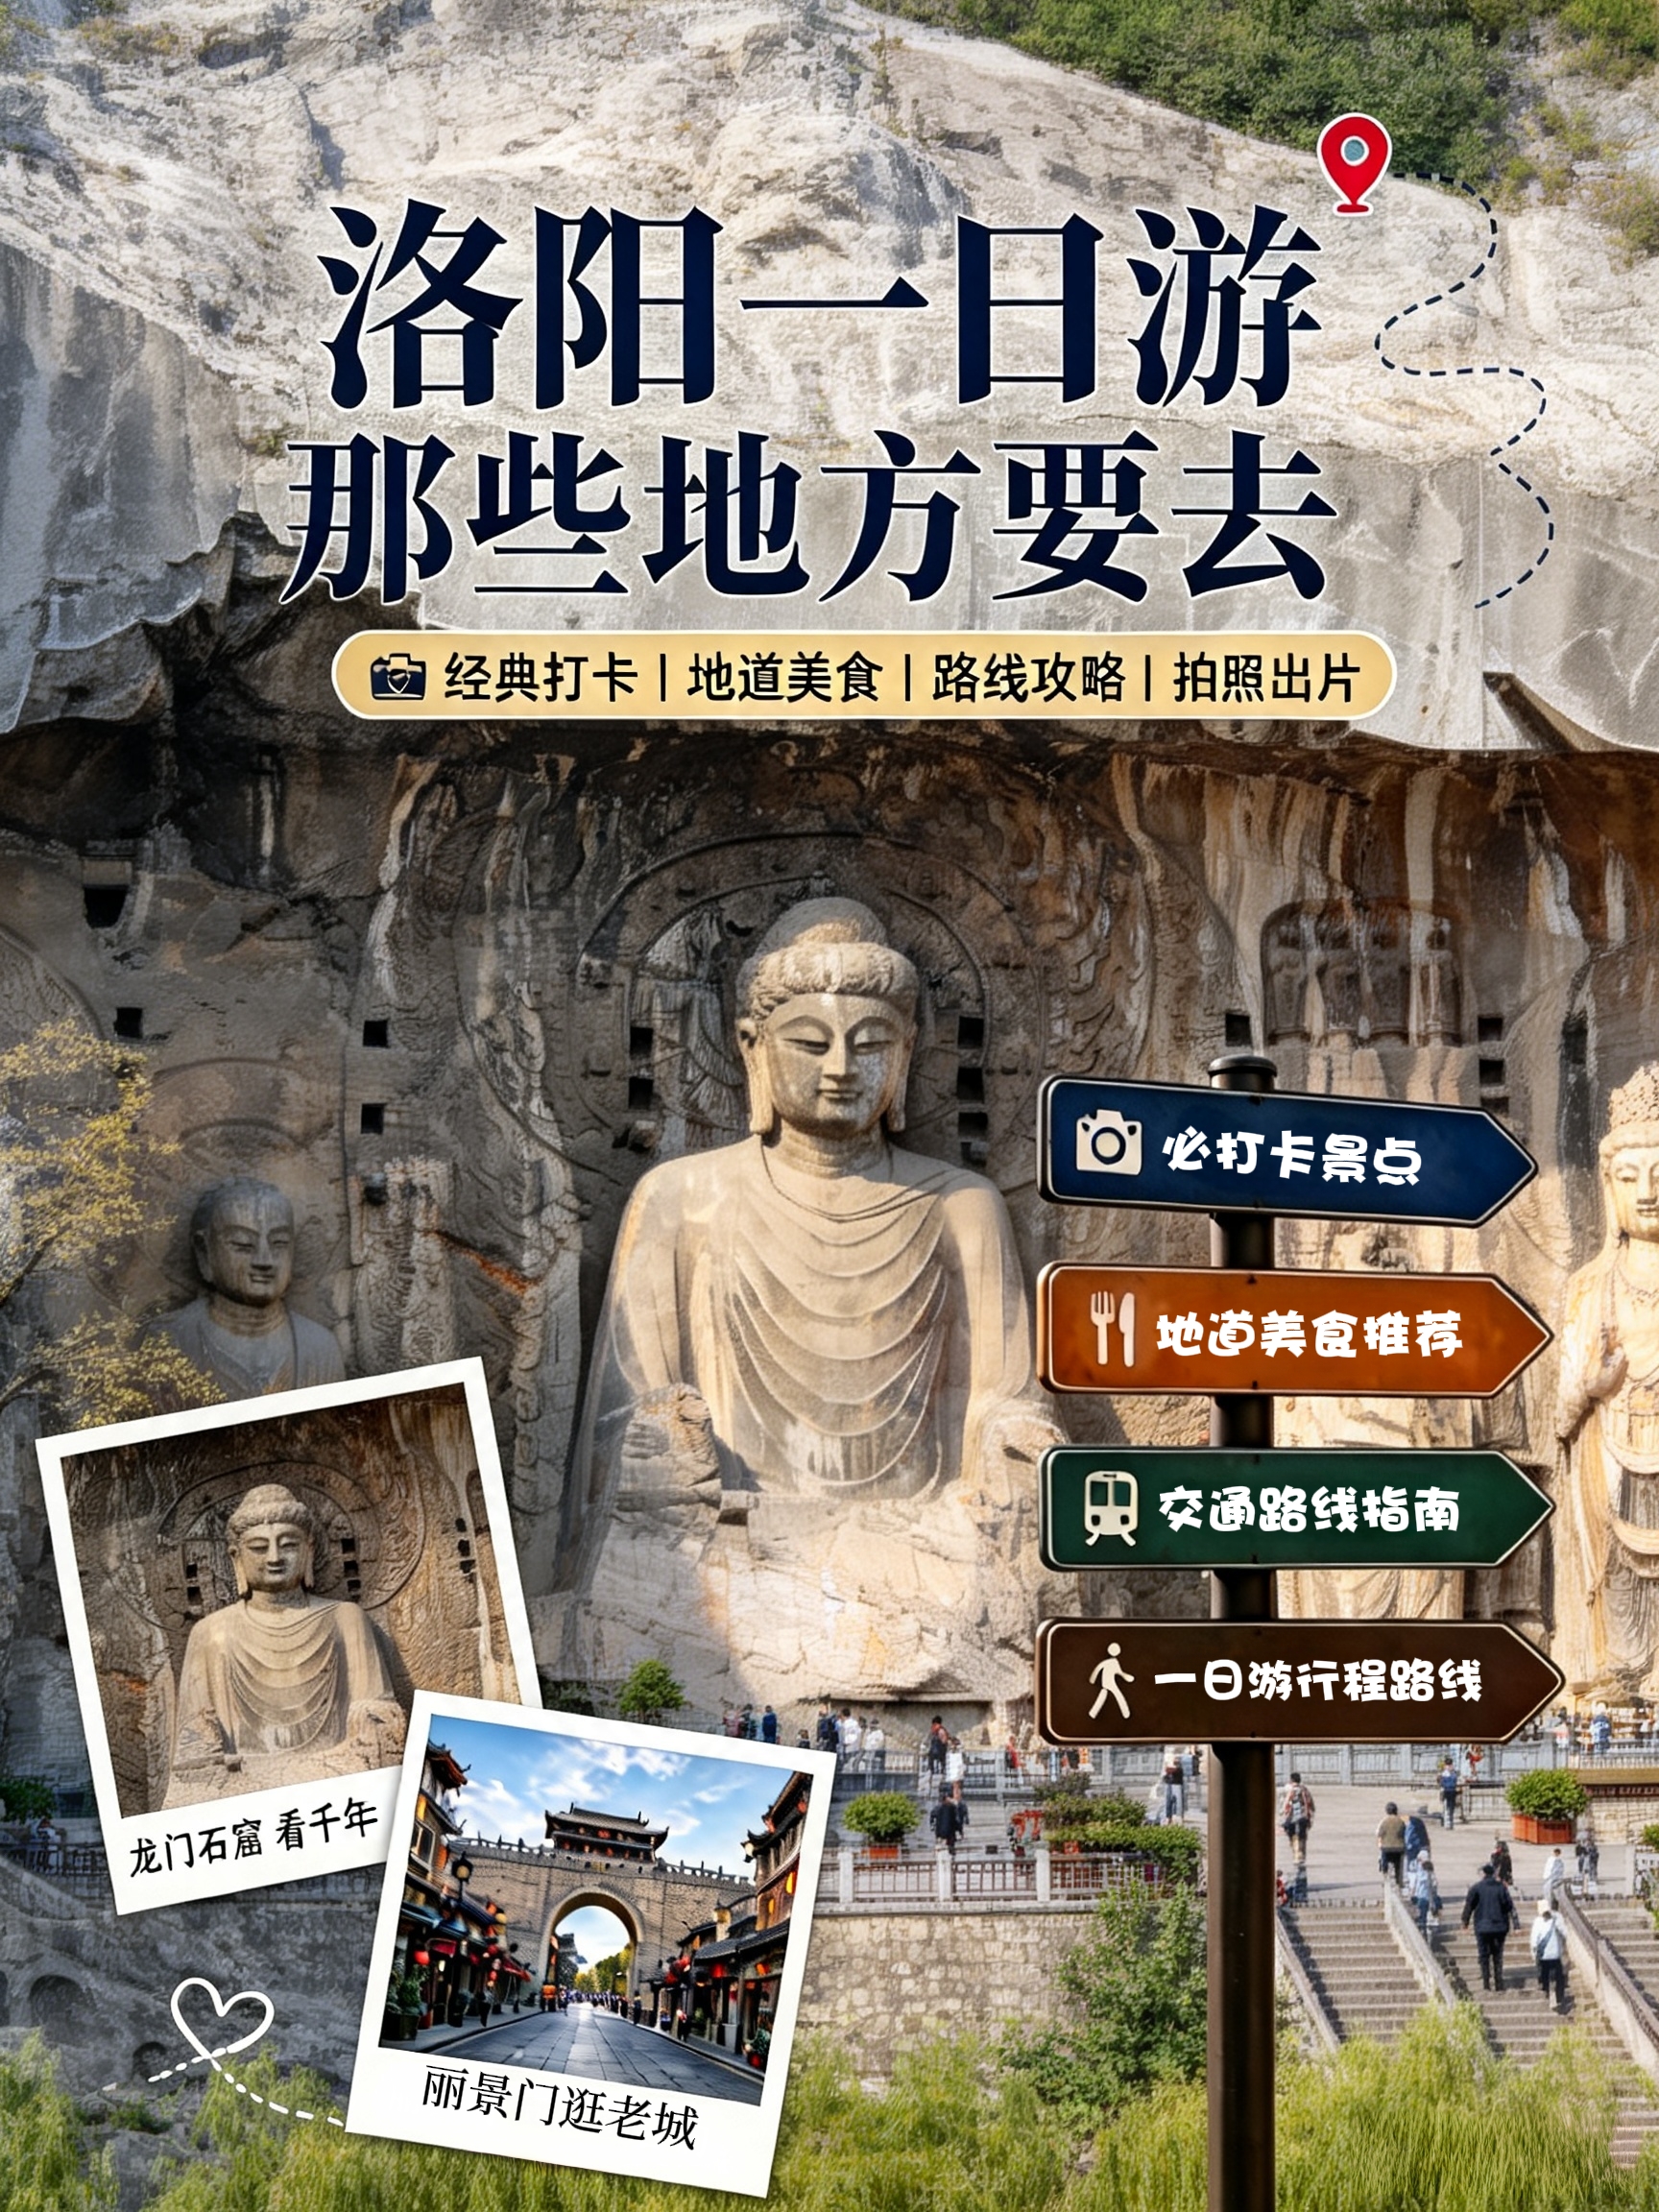 洛阳一日游
那些地方要去
经典打卡 | 地道美食 | 路线攻略 | 拍照出片
必打卡景点
地道美食推荐
交通路线指南
一日游行程路线
龙门石窟 看千年
丽景门逛老城